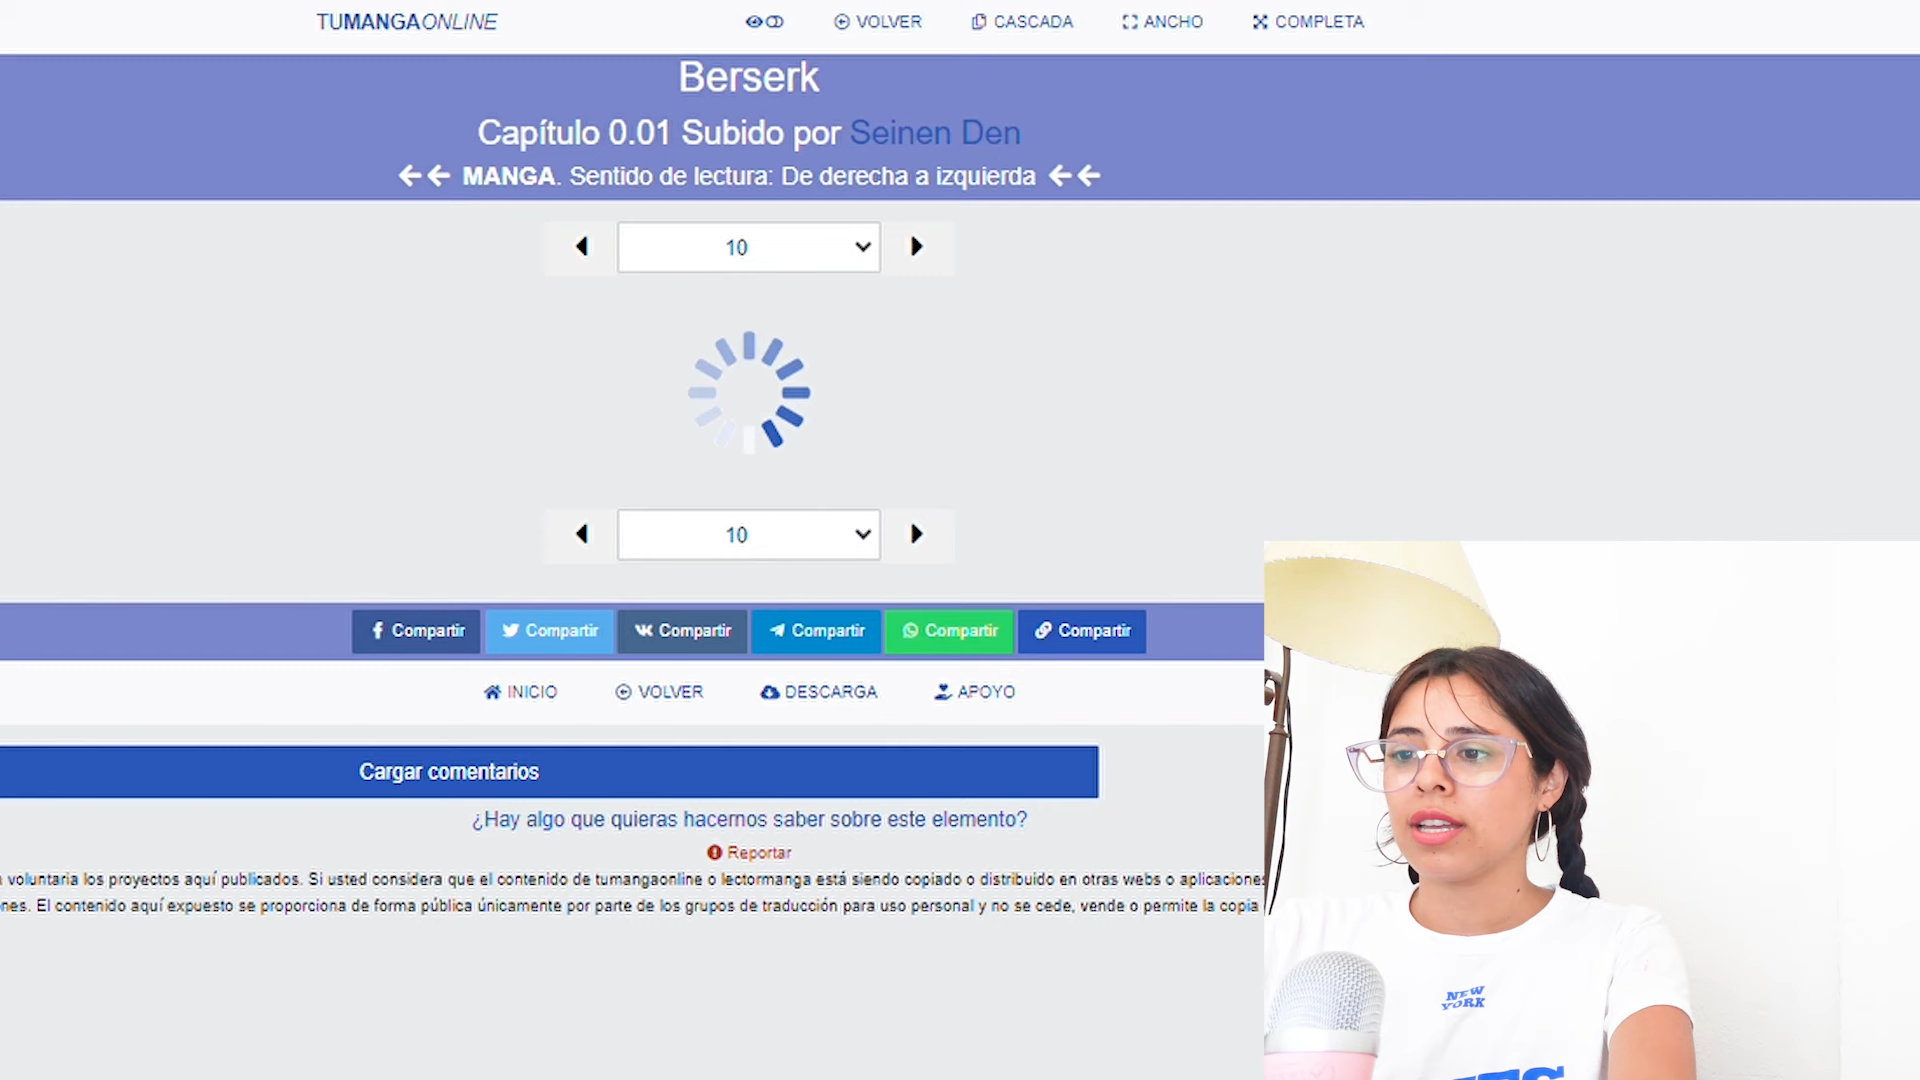 TUMANGAONLINE VOLVER CASCADA ANCHO COMPLETA
Berserk
Capítulo 0.01 Subido por Seinen Den
MANGA. Sentido de lectura: De derecha a izquierda
10
10
Compartir Compartir Compartir Compartir Compartir Compartir
INICIO VOLVER DESCARGA APOYO
Cargar comentarios
¿Hay algo que quieras hacernos saber sobre este elemento?
Reportar
voluntaria los proyectos aquí publicados. Si usted considera que el contenido de tumangaonline o lectormanga está siendo copiado o distribuido en otras webs o aplicaciones
nes. El contenido aquí expuesto se proporciona de forma pública únicamente por parte de los grupos de traducción para uso personal y no se cede, vende o permite la copia
NEW
YORK